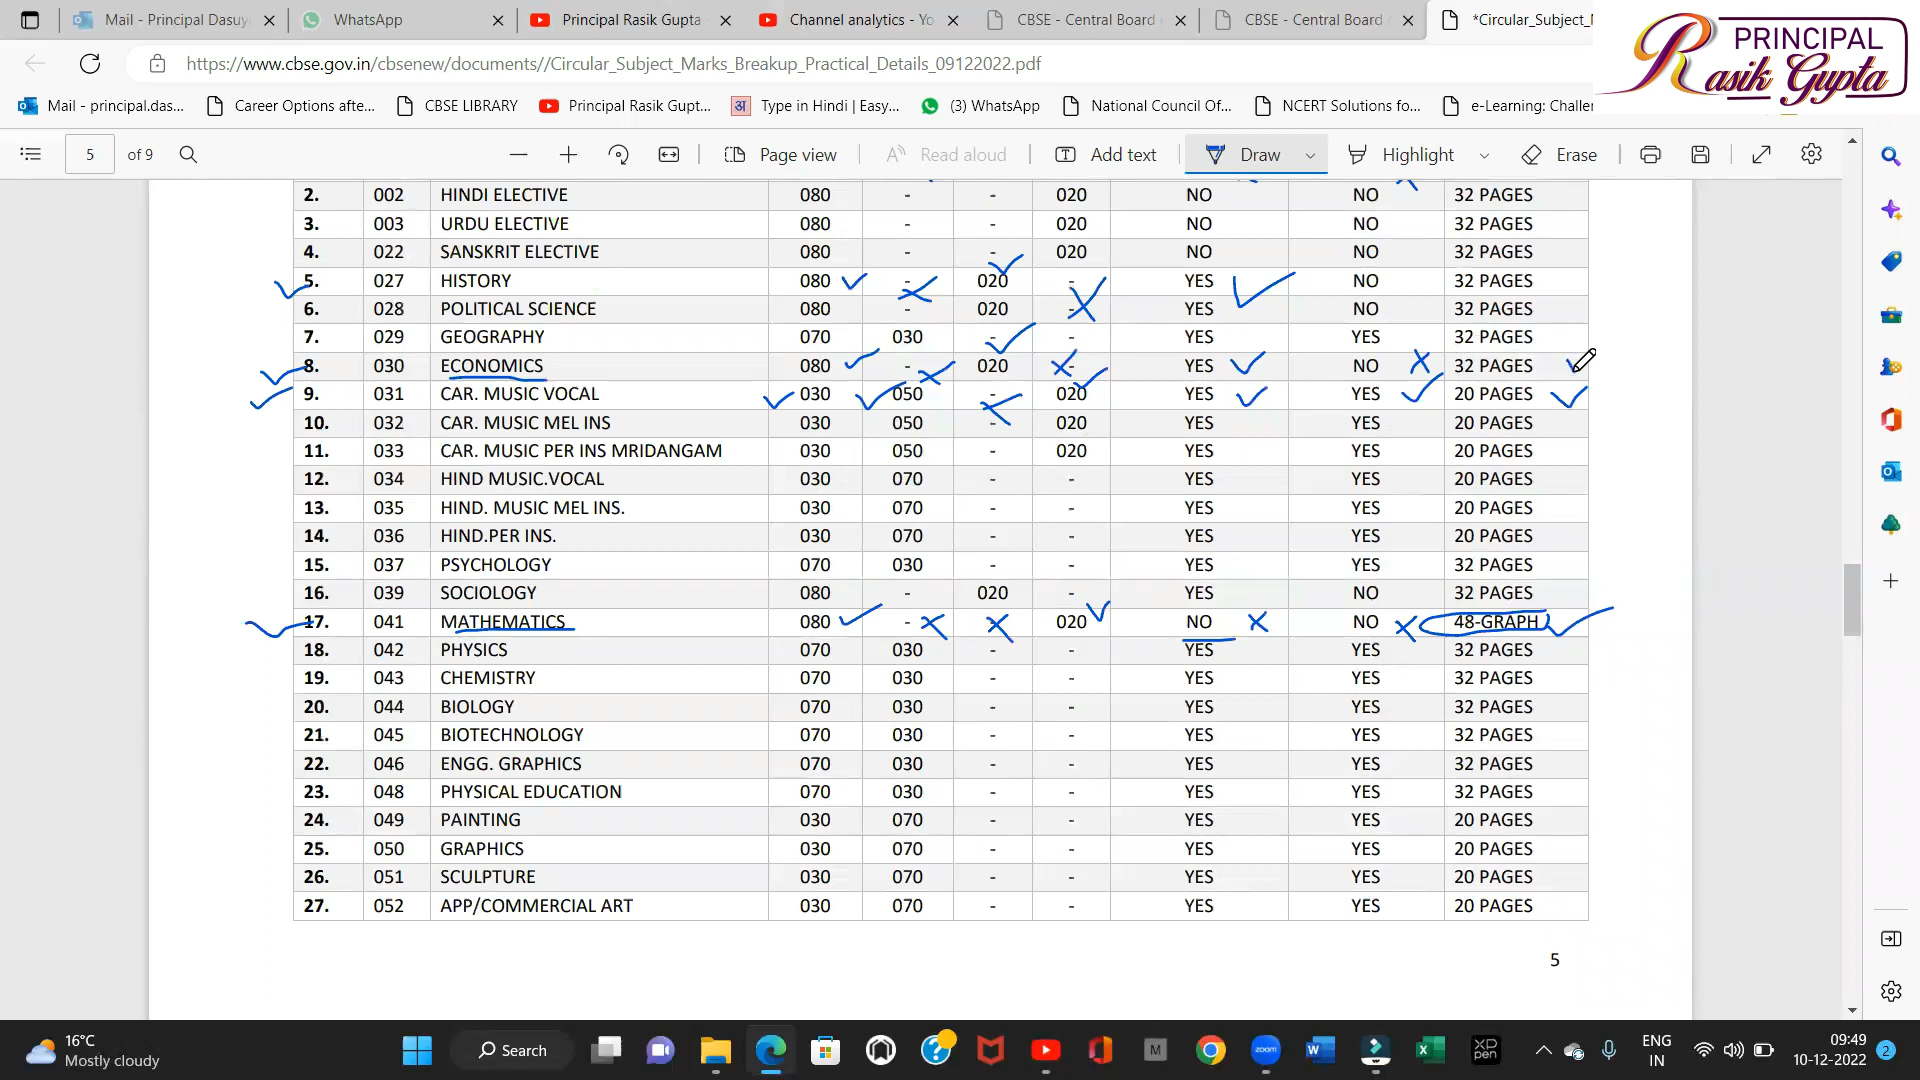 Mail - Principal Dasuy
WhatsApp
Principal Rasik Gupta
Channel analytics - Yo
CBSE - Central Board
CBSE - Central Board
*Circular_Subject_M
PRINCIPAL
Rasik Gupta
https://www.cbse.gov.in/cbsenew/documents//Circular_Subject_Marks_Breakup_Practical_Details_09122022.pdf
Mail - principal.das...
Career Options afte...
CBSE LIBRARY
Principal Rasik Gupt...
Type in Hindi | Easy...
(3) WhatsApp
National Council Of...
NCERT Solutions fo...
e-Learning: Challer
5 of 9
Page view
Read aloud
Add text
Draw
Highlight
Erase
2. 002 HINDI ELECTIVE 080 - - 020 NO NO 32 PAGES
3. 003 URDU ELECTIVE 080 - - 020 NO NO 32 PAGES
4. 022 SANSKRIT ELECTIVE 080 - - 020 NO NO 32 PAGES
5. 027 HISTORY 080 - 020 - YES NO 32 PAGES
6. 028 POLITICAL SCIENCE 080 - 020 - YES NO 32 PAGES
7. 029 GEOGRAPHY 070 030 - - YES YES 32 PAGES
8. 030 ECONOMICS 080 - 020 - YES NO 32 PAGES
9. 031 CAR. MUSIC VOCAL 030 050 - 020 YES YES 20 PAGES
10. 032 CAR. MUSIC MEL INS 030 050 - 020 YES YES 20 PAGES
11. 033 CAR. MUSIC PER INS MRIDANGAM 030 050 - 020 YES YES 20 PAGES
12. 034 HIND MUSIC.VOCAL 030 070 - - YES YES 20 PAGES
13. 035 HIND. MUSIC MEL INS. 030 070 - - YES YES 20 PAGES
14. 036 HIND.PER INS. 030 070 - - YES YES 20 PAGES
15. 037 PSYCHOLOGY 070 030 - - YES YES 32 PAGES
16. 039 SOCIOLOGY 080 - 020 - YES NO 32 PAGES
17. 041 MATHEMATICS 080 - - 020 NO NO 48-GRAPH
18. 042 PHYSICS 070 030 - - YES YES 32 PAGES
19. 043 CHEMISTRY 070 030 - - YES YES 32 PAGES
20. 044 BIOLOGY 070 030 - - YES YES 32 PAGES
21. 045 BIOTECHNOLOGY 070 030 - - YES YES 32 PAGES
22. 046 ENGG. GRAPHICS 070 030 - - YES YES 32 PAGES
23. 048 PHYSICAL EDUCATION 070 030 - - YES YES 32 PAGES
24. 049 PAINTING 030 070 - - YES YES 20 PAGES
25. 050 GRAPHICS 030 070 - - YES YES 20 PAGES
26. 051 SCULPTURE 030 070 - - YES YES 20 PAGES
27. 052 APP/COMMERCIAL ART 030 070 - - YES YES 20 PAGES
5
16°C
Mostly cloudy
Search
zoom
XD
pen
ENG
IN
09:49
10-12-2022
2